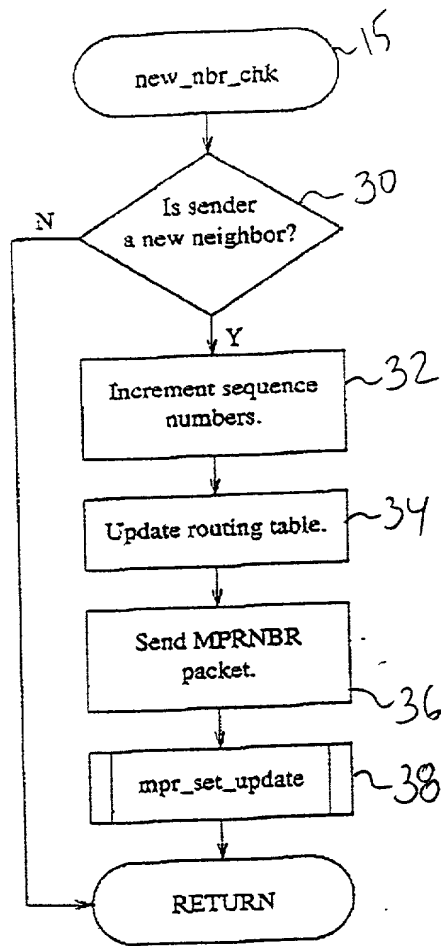 new_nbr_chk
15
Is sender
a new neighbor?
30
N
Y
Increment sequence
numbers.
32
Update routing table.
34
Send MPRNBR
packet.
36
mpr_set_update
38
RETURN